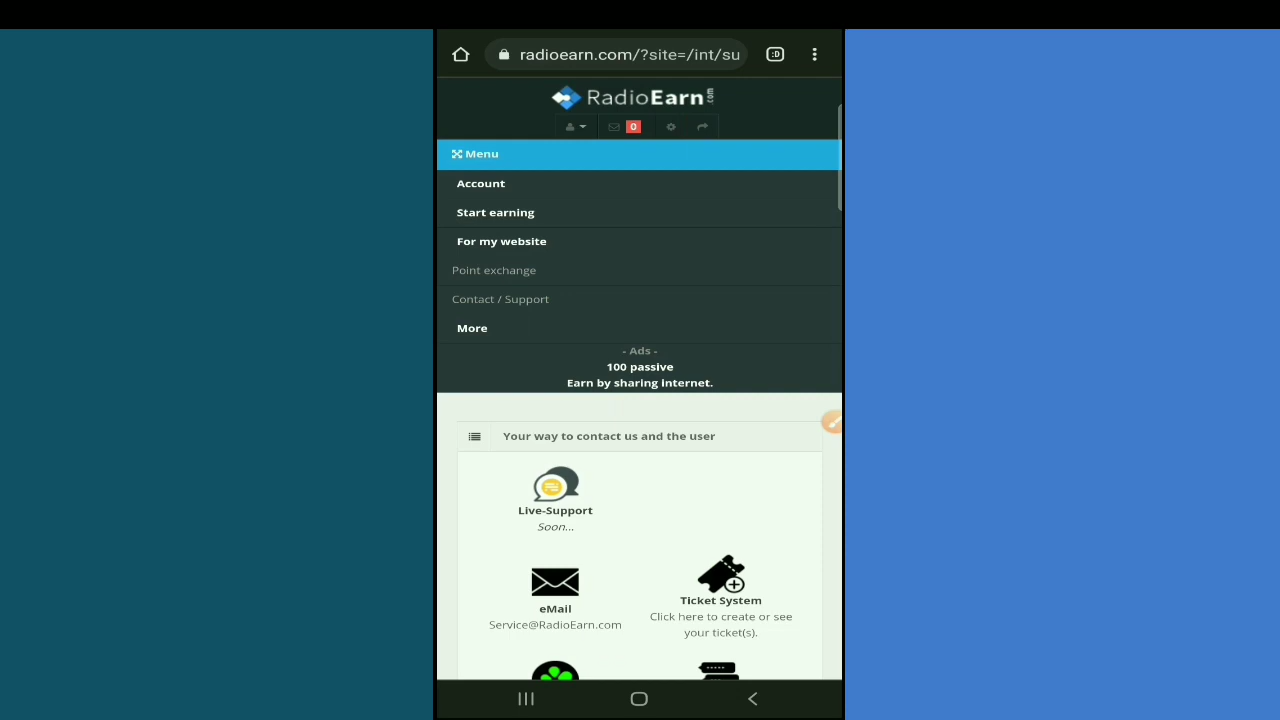 :D
radioearn.com/?site=/int/su
RadioEarn.com
0
Menu
Account
Start earning
For my website
Point exchange
Contact / Support
More
- Ads -
100 passive
Earn by sharing internet.
Your way to contact us and the user
Live-Support
Soon...
eMail
Service@RadioEarn.com
Ticket System
Click here to create or see
your ticket(s).